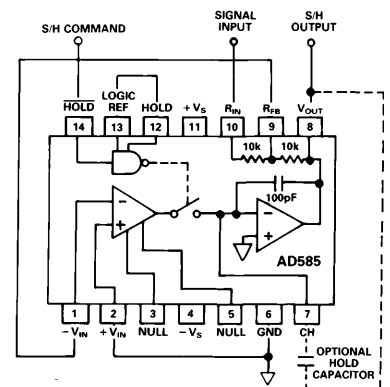 SIGNAL
INPUT
S/H
OUTPUT
S/H COMMAND
HOLD
LOGIC
REF
HOLD
+VS
RIN
RFB
VOUT
14
13
12
11
10
9
8
10k
10k
100pF
AD585
1
2
3
4
5
6
7
-VIN
+VIN
NULL
-VS
NULL
GND
CH
OPTIONAL
HOLD
CAPACITOR